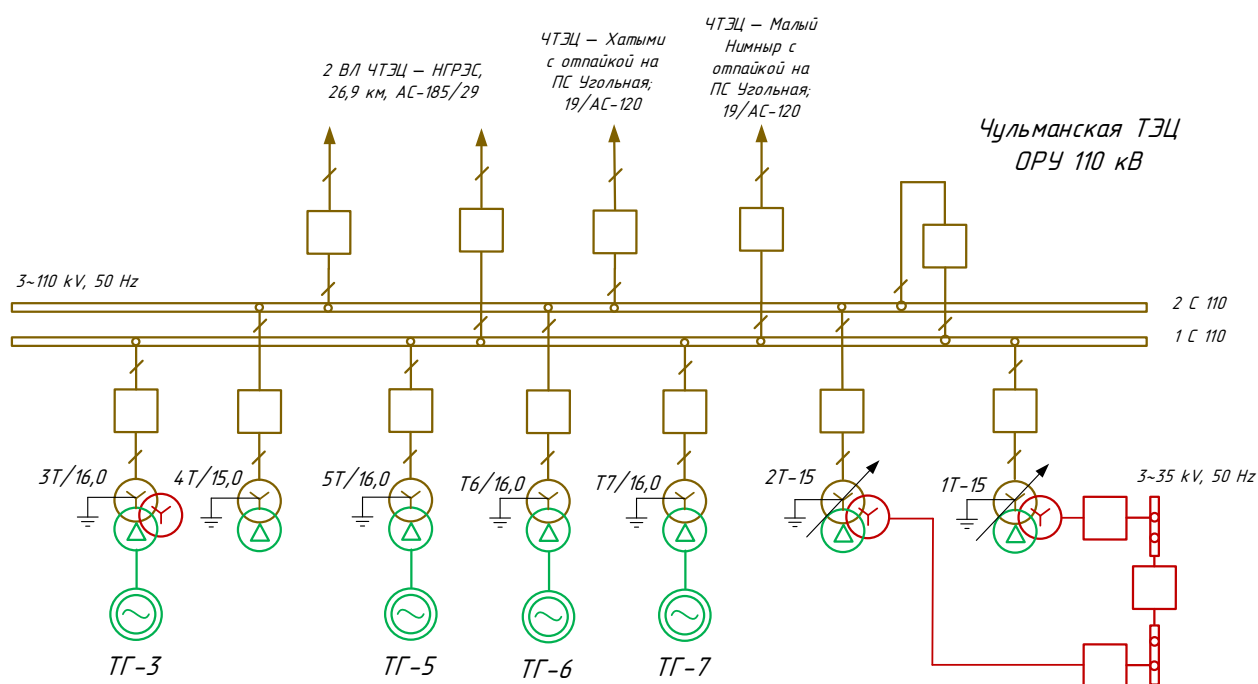 2 ВЛ ЧТЭЦ – НГРЭС,
26,9 км, АС-185/29
ЧТЭЦ – Хатыми
с отпайкой на
ПС Угольная;
19/АС-120
ЧТЭЦ – Малый
Нимныр с
отпайкой на
ПС Угольная;
19/АС-120
Чульманская ТЭЦ
ОРУ 110 кВ
3~110 kV, 50 Hz
2 С 110
1 С 110
3Т/16,0
4Т/15,0
5Т/16,0
Т6/16,0
Т7/16,0
2Т-15
1Т-15
3~35 kV, 50 Hz
ТГ-3
ТГ-5
ТГ-6
ТГ-7